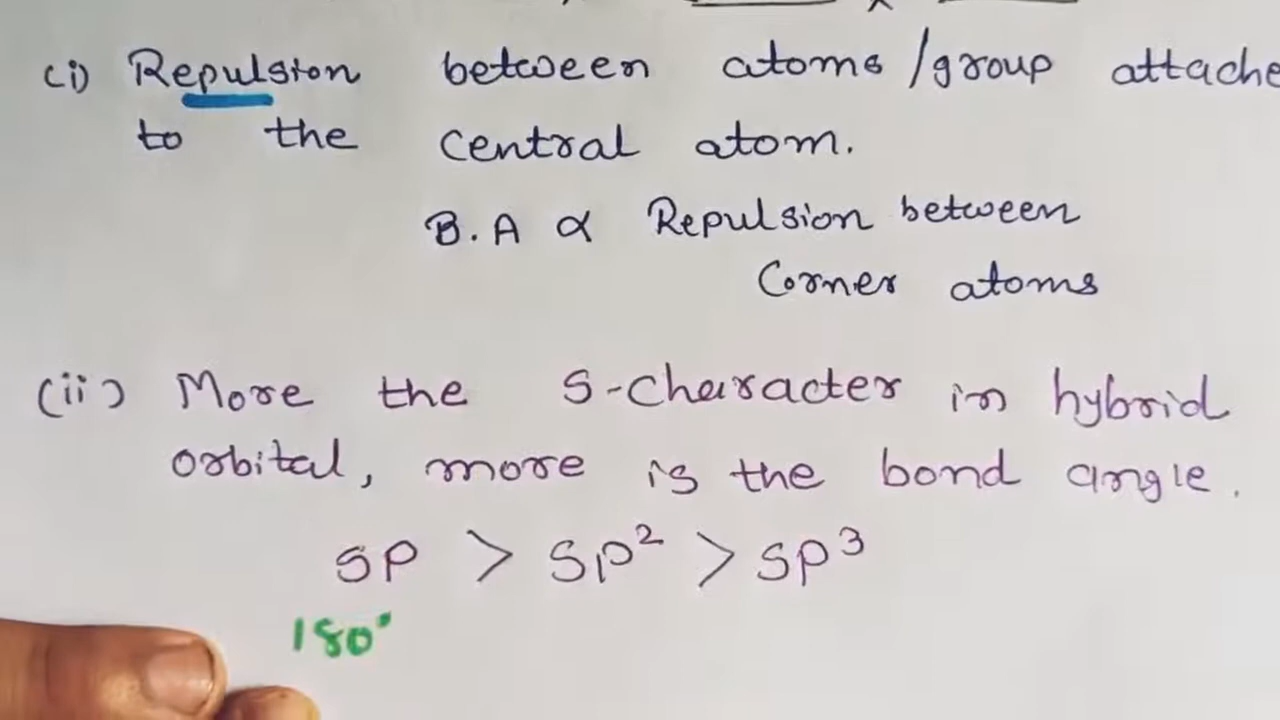 (i) Repulsion between atoms /group attache
to the central atom.
B.A ∝ Repulsion between
Corner atoms
(ii) More the S-character in hybrid
orbital, more is the bond angle.
SP > SP² > SP³
180°